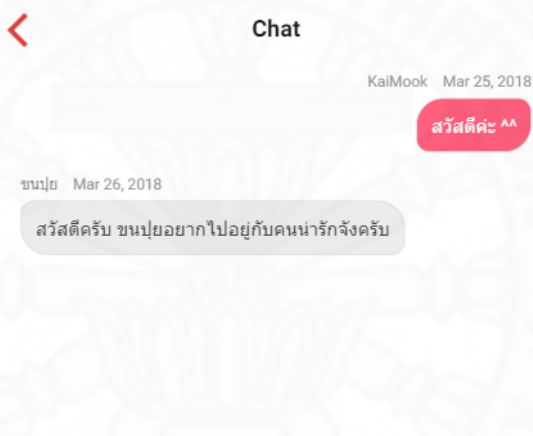 Chat
KaiMook Mar 25, 2018
สวัสดีค่ะ ^^
ขนปุย Mar 26, 2018
สวัสดีครับ ขนปุยอยากไปอยู่กับคนน่ารักจังครับ